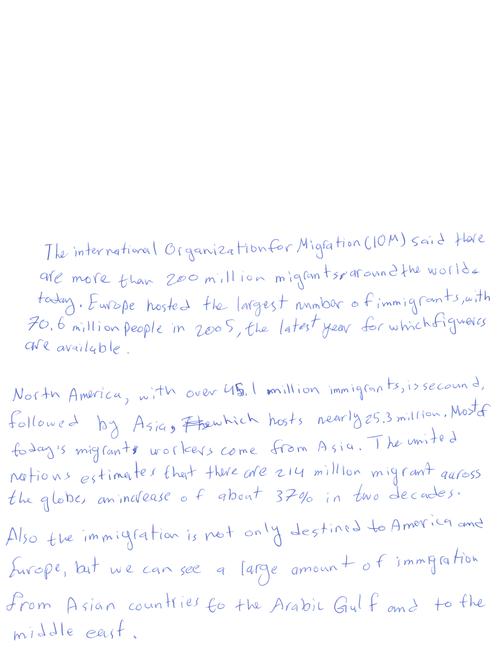 The international Organization for Migration (IOM) said there
are more than 200 million migrants around the world
today. Europe hosted the largest number of immigrants, with
70.6 million people in 2005, the latest year for which figuers
are available.
North America, with over 45.1 million immigrants, is secound,
followed by Asia, which hosts nearly 25.3 million. Most of
today's migrants workers come from Asia. The united
nations estimates that there are 214 million migrant across
the globe, an increase of about 37% in two decades.
Also the immigration is not only destined to America and
Europe, but we can see a large amount of immgration
from Asian countries to the Arabic Gulf and to the
middle east.